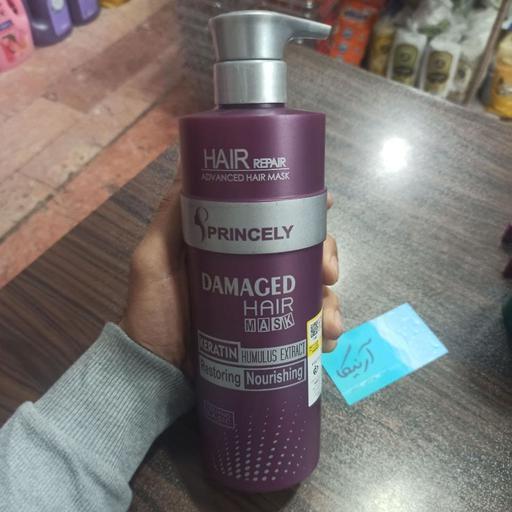 HAIR REPAIR
ADVANCED HAIR MASK
PRINCELY
DAMAGED
HAIR
MASK
KERATIN HUMULUS EXTRACT
Restoring Nourishing
آرنیکا